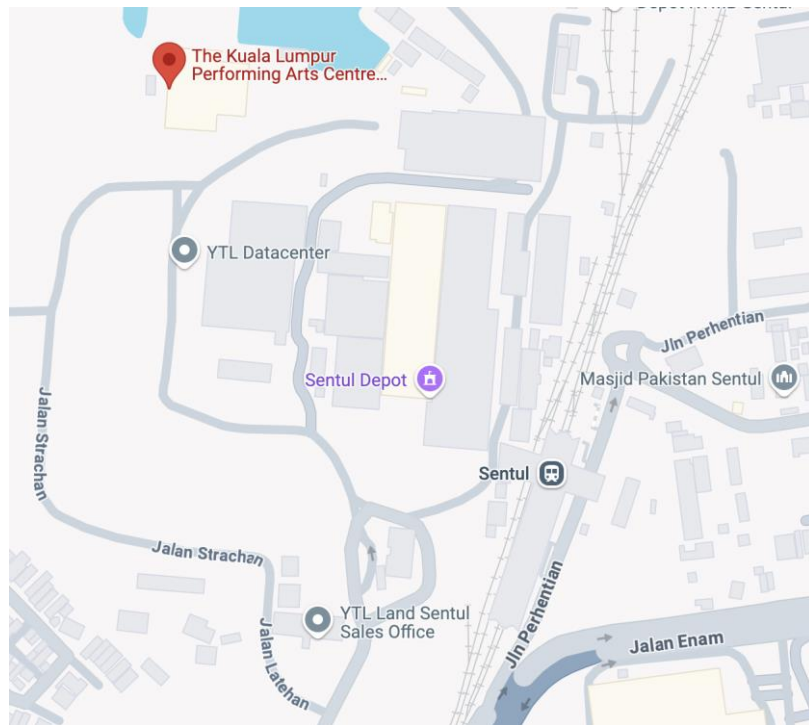 The Kuala Lumpur
Performing Arts Centre...
YTL Datacenter
Jln Perhentian
Sentul Depot
Masjid Pakistan Sentul
Jalan Strachan
Sentul
Jalan Strachan
YTL Land Sentul
Sales Office
Jln Perhentian
Jalan Enam
Jalan Latehan